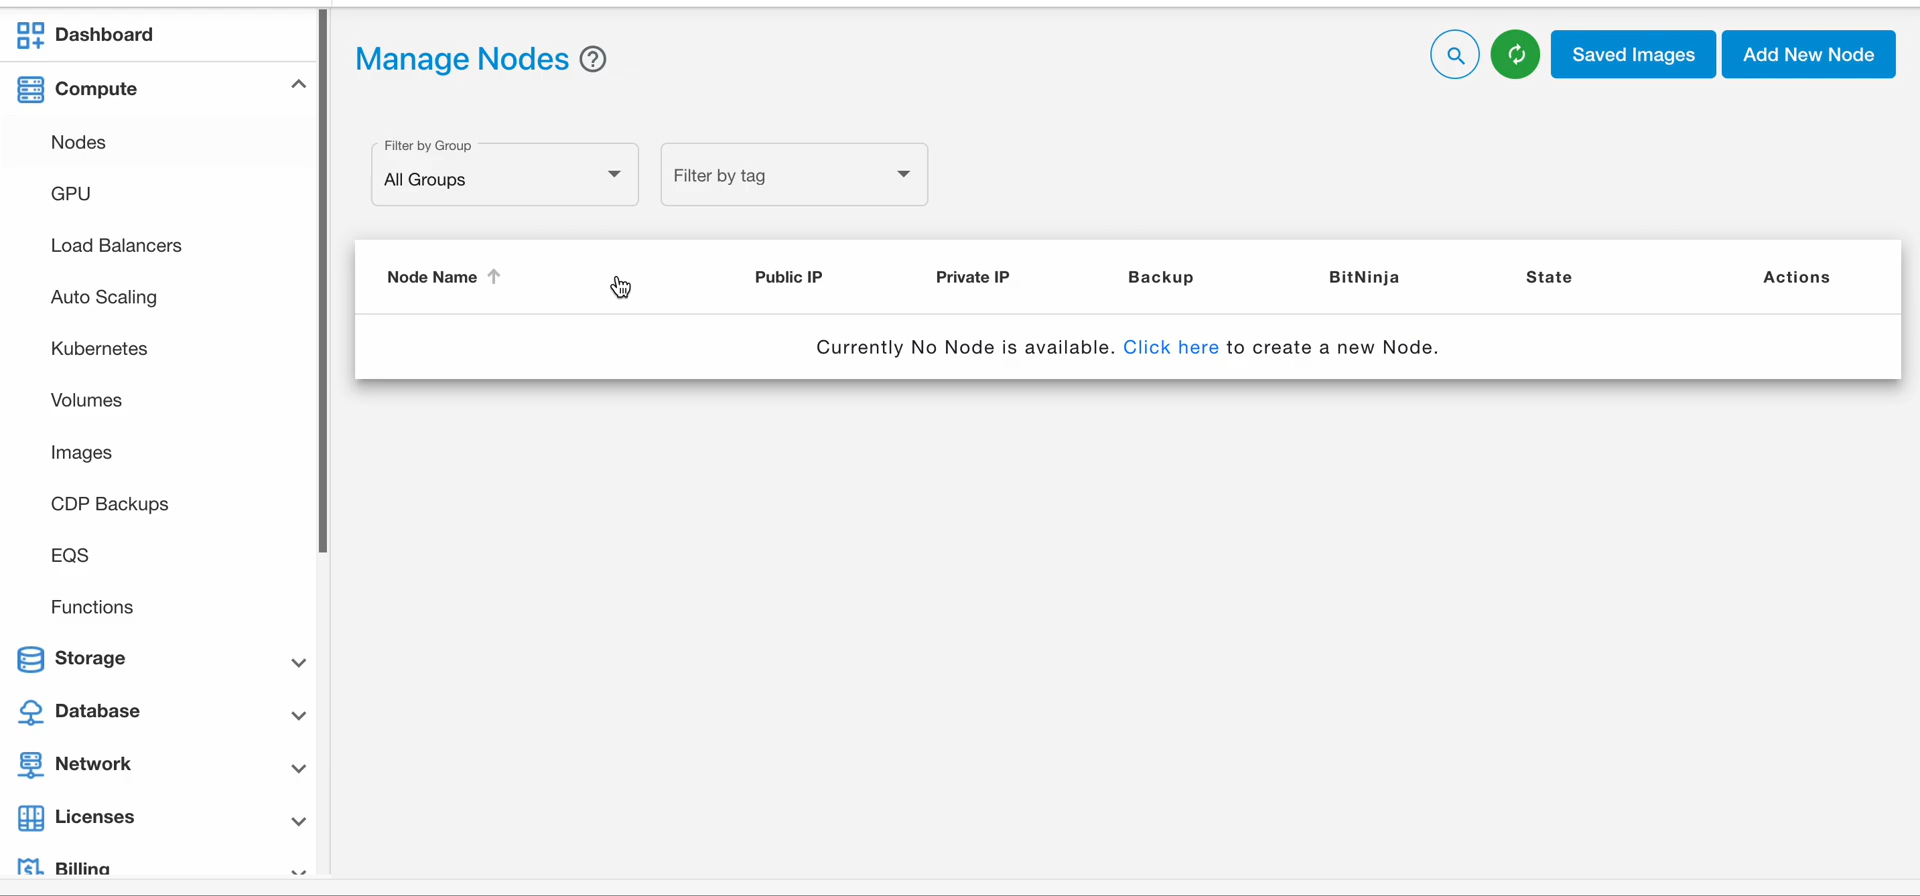 Dashboard
Compute
Nodes
GPU
Load Balancers
Auto Scaling
Kubernetes
Volumes
Images
CDP Backups
EQS
Functions
Storage
Database
Network
Licenses
Billing
Manage Nodes ?
Saved Images
Add New Node
Filter by Group
All Groups
Filter by tag
Node Name Public IP Private IP Backup BitNinja State Actions
Currently No Node is available. Click here to create a new Node.